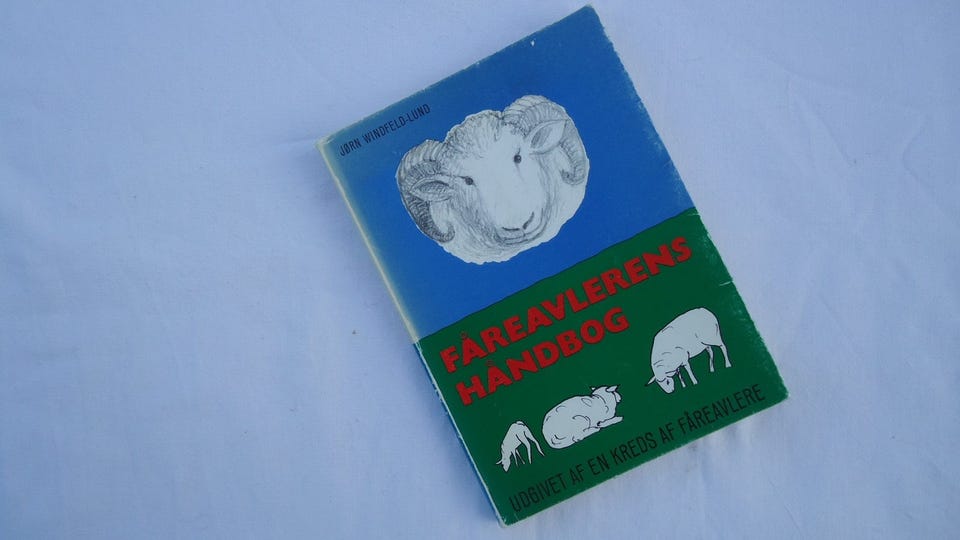 JØRN WINDFELD-LUND
FÅREAVLERENS
HÅNDBOG
UDGIVET AF EN KREDS AF FÅREAVLERE